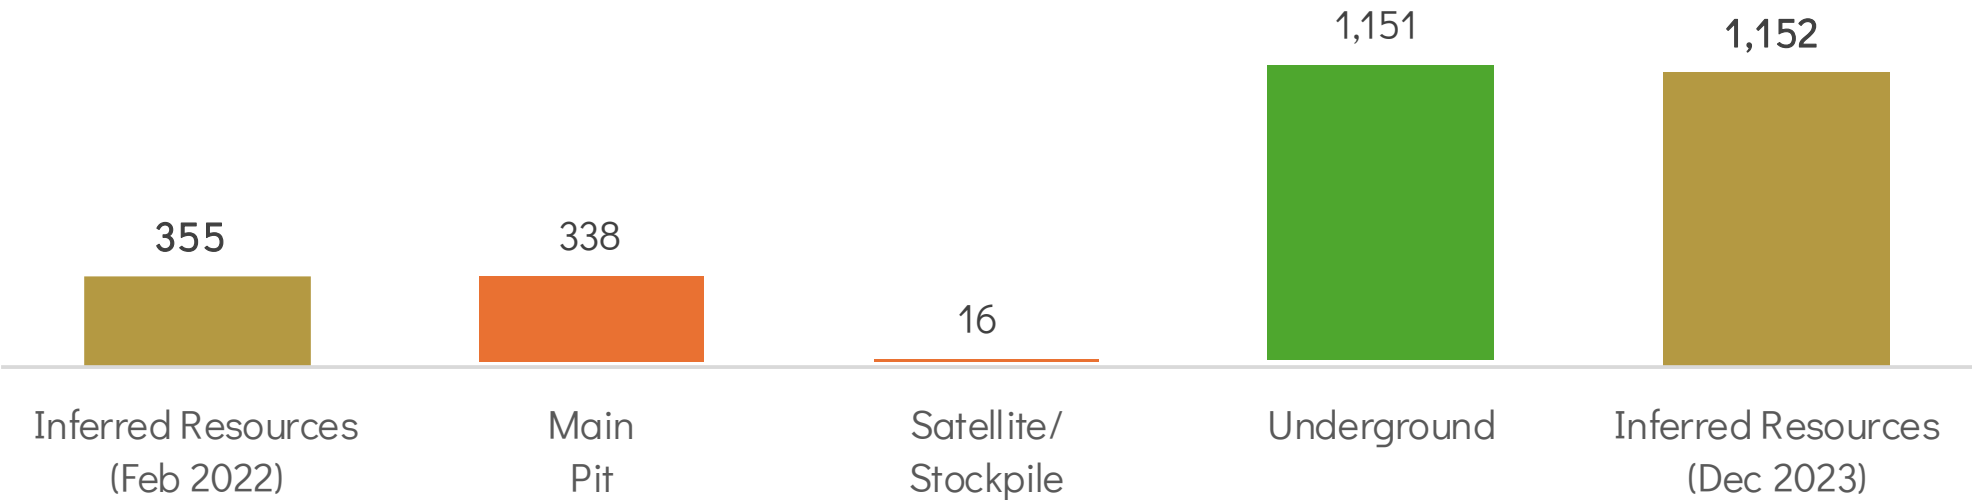 355
338
16
1,151
1,152
Inferred Resources
(Feb 2022)
Main
Pit
Satellite/
Stockpile
Underground
Inferred Resources
(Dec 2023)